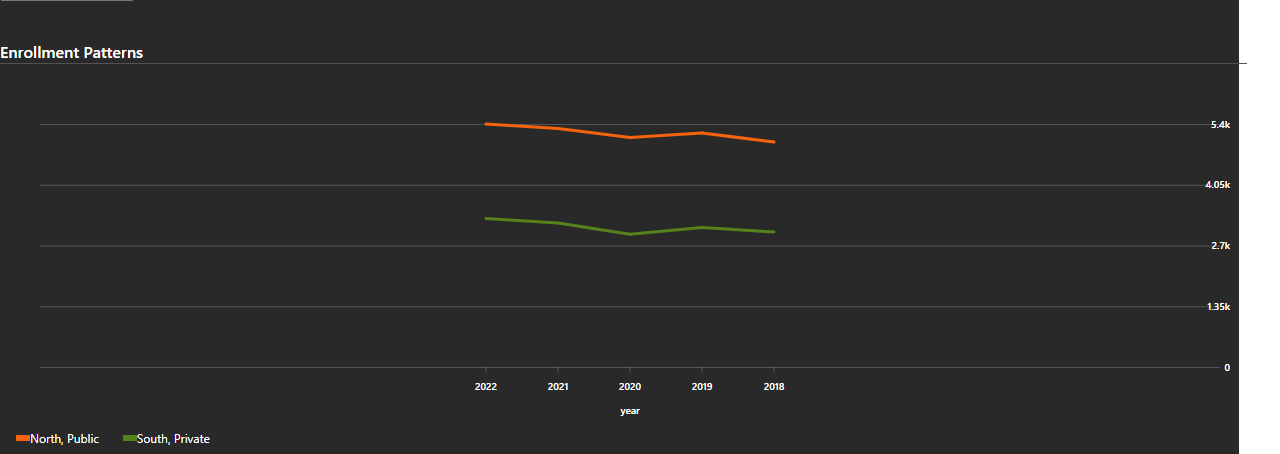 Enrollment Patterns
5.4k
4.05k
2.7k
1.35k
0
2022 2021 2020 2019 2018
year
North, Public South, Private